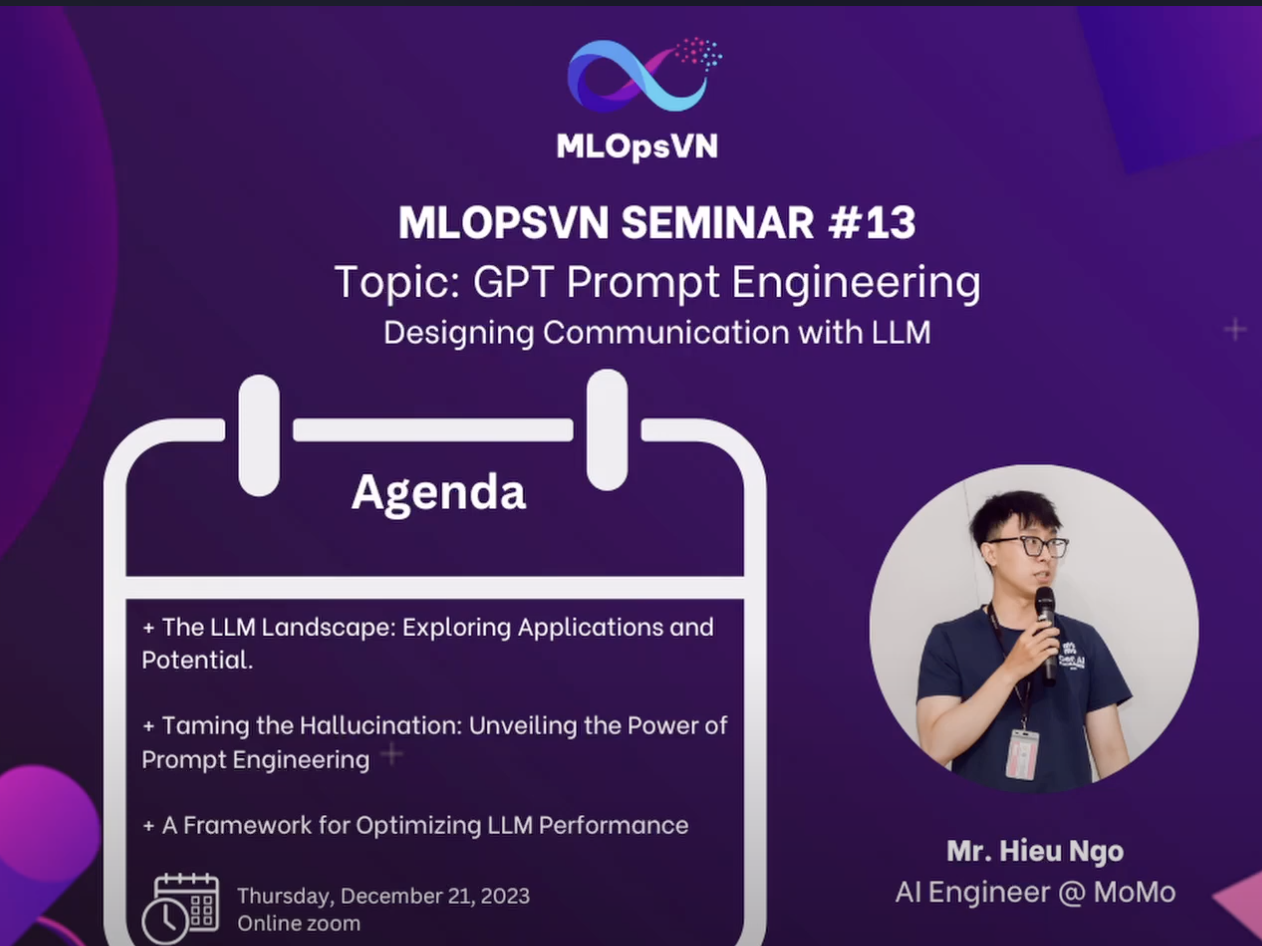 MLOpsVN
MLOPSVN SEMINAR #13
Topic: GPT Prompt Engineering
Designing Communication with LLM
Agenda
+ The LLM Landscape: Exploring Applications and
Potential.
+ Taming the Hallucination: Unveiling the Power of
Prompt Engineering
+ A Framework for Optimizing LLM Performance
Thursday, December 21, 2023
Online zoom
Mr. Hieu Ngo
AI Engineer @ MoMo